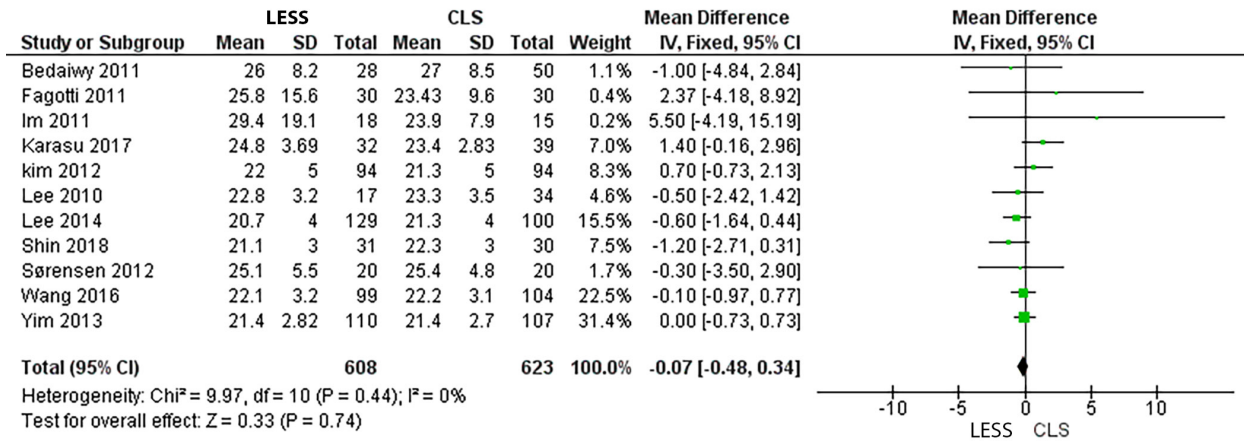 LESS CLS Mean Difference Mean Difference
Study or Subgroup Mean SD Total Mean SD Total Weight IV, Fixed, 95% CI IV, Fixed, 95% CI
Bedaiwy 2011 26 8.2 28 27 8.5 50 1.1% -1.00 [-4.84, 2.84]
Fagotti 2011 25.8 15.6 30 23.43 9.6 30 0.4% 2.37 [-4.18, 8.92]
Im 2011 29.4 19.1 18 23.9 7.9 15 0.2% 5.50 [-4.19, 15.19]
Karasu 2017 24.8 3.69 32 23.4 2.83 39 7.0% 1.40 [-0.16, 2.96]
kim 2012 22 5 94 21.3 5 94 8.3% 0.70 [-0.73, 2.13]
Lee 2010 22.8 3.2 17 23.3 3.5 34 4.6% -0.50 [-2.42, 1.42]
Lee 2014 20.7 4 129 21.3 4 100 15.5% -0.60 [-1.64, 0.44]
Shin 2018 21.1 3 31 22.3 3 30 7.5% -1.20 [-2.71, 0.31]
Sørensen 2012 25.1 5.5 20 25.4 4.8 20 1.7% -0.30 [-3.50, 2.90]
Wang 2016 22.1 3.2 99 22.2 3.1 104 22.5% -0.10 [-0.97, 0.77]
Yim 2013 21.4 2.82 110 21.4 2.7 107 31.4% 0.00 [-0.73, 0.73]
Total (95% CI) 608 623 100.0% -0.07 [-0.48, 0.34]
Heterogeneity: Chi² = 9.97, df = 10 (P = 0.44); I² = 0%
Test for overall effect: Z = 0.33 (P = 0.74)
-10 -5 0 5 10
LESS CLS